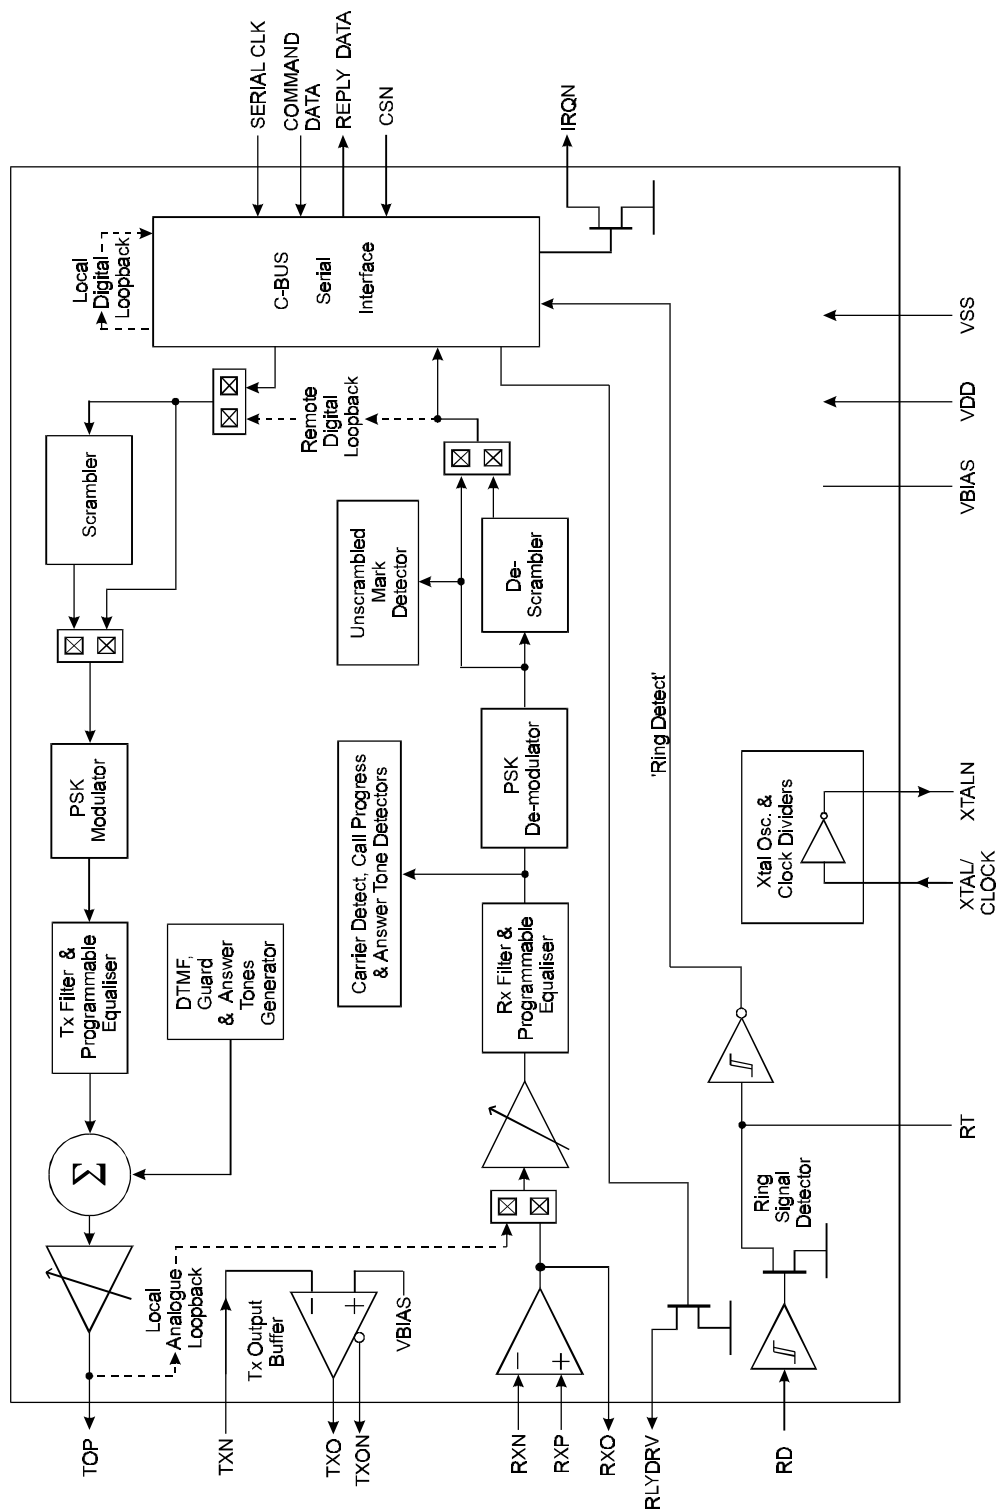 SERIAL CLK
COMMAND
DATA
REPLY DATA
CSN
IRQN
Local
Digital
Loopback
C-BUS
Serial
Interface
Scrambler
Remote
Digital
Loopback
Unscrambled
Mark
Detector
De-
Scrambler
PSK
Modulator
Carrier Detect, Call Progress
& Answer Tone Detectors
PSK
De-modulator
'Ring Detect'
Xtal Osc. &
Clock Dividers
VSS
VDD
VBIAS
XTALN
XTAL/
CLOCK
Tx Filter &
Programmable
Equaliser
DTMF,
Guard
& Answer
Tones
Generator
Rx Filter &
Programmable
Equaliser
Σ
RT
Ring
Signal
Detector
Local
Analogue
Loopback
Tx Output
Buffer
− +
VBIAS
− +
TOP
TXN
TXO
TXON
RXN
RXP
RXO
RLYDRV
RD